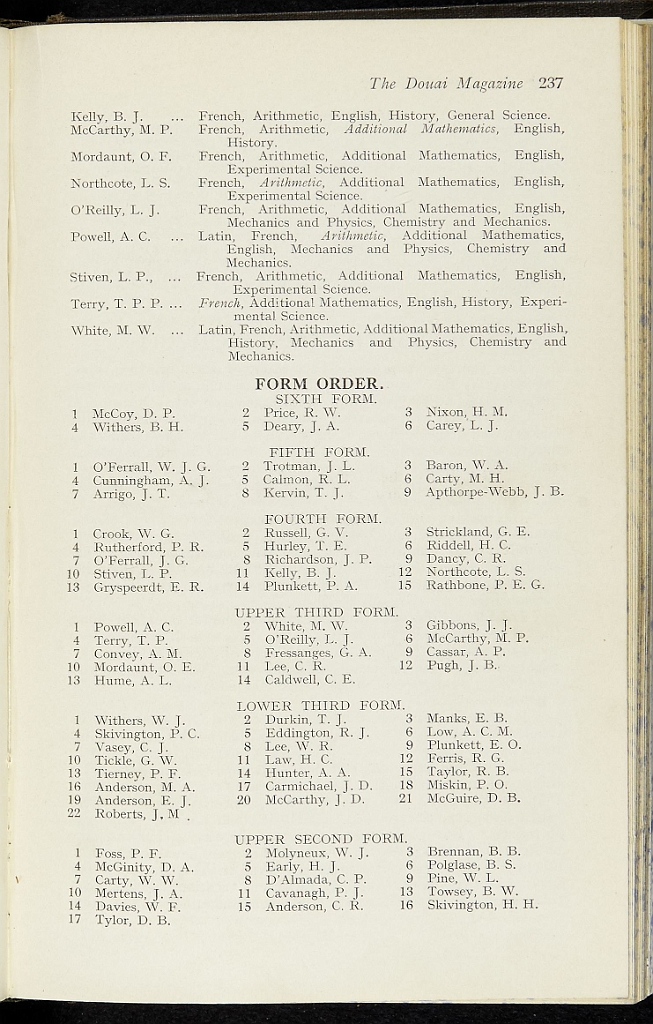 The Douai Magazine 237
Kelly, B. J. ... French, Arithmetic, English, History, General Science.
McCarthy, M. P. French, Arithmetic, Additional Mathematics, English,
History.
Mordaunt, O. F. French, Arithmetic, Additional Mathematics, English,
Experimental Science.
Northcote, L. S. French, Arithmetic, Additional Mathematics, English,
Experimental Science.
O'Reilly, L. J. French, Arithmetic, Additional Mathematics, English,
Mechanics and Physics, Chemistry and Mechanics.
Powell, A. C. ... Latin, French, Arithmetic, Additional Mathematics,
English, Mechanics and Physics, Chemistry and
Mechanics.
Stiven, L. P., ... French, Arithmetic, Additional Mathematics, English,
Experimental Science.
Terry, T. P. P. ... French, Additional Mathematics, English, History, Experi-
mental Science.
White, M. W. ... Latin, French, Arithmetic, Additional Mathematics, English,
History, Mechanics and Physics, Chemistry and
Mechanics.
FORM ORDER.
SIXTH FORM.
1 McCoy, D. P. 2 Price, R. W. 3 Nixon, H. M.
4 Withers, B. H. 5 Deary, J. A. 6 Carey, L. J.
FIFTH FORM.
1 O'Ferrall, W. J. G. 2 Trotman, J. L. 3 Baron, W. A.
4 Cunningham, A. J. 5 Calmon, R. L. 6 Carty, M. H.
7 Arrigo, J. T. 8 Kervin, T. J. 9 Apthorpe-Webb, J. B.
FOURTH FORM.
1 Crook, W. G. 2 Russell, G. V. 3 Strickland, G. E.
4 Rutherford, P. R. 5 Hurley, T. E. 6 Riddell, H. C.
7 O'Ferrall, J. G. 8 Richardson, J. P. 9 Dancy, C. R.
10 Stiven, L. P. 11 Kelly, B. J. 12 Northcote, L. S.
13 Gryspeerdt, E. R. 14 Plunkett, P. A. 15 Rathbone, P. E. G.
UPPER THIRD FORM.
1 Powell, A. C. 2 White, M. W. 3 Gibbons, J. J.
4 Terry, T. P. 5 O'Reilly, L. J. 6 McCarthy, M. P.
7 Convey, A. M. 8 Fressanges, G. A. 9 Cassar, A. P.
10 Mordaunt, O. E. 11 Lee, C. R. 12 Pugh, J. B.
13 Hume, A. L. 14 Caldwell, C. E.
LOWER THIRD FORM.
1 Withers, W. J. 2 Durkin, T. J. 3 Manks, E. B.
4 Skivington, P. C. 5 Eddington, R. J. 6 Low, A. C. M.
7 Vasey, C. J. 8 Lee, W. R. 9 Plunkett, E. O.
10 Tickle, G. W. 11 Law, H. C. 12 Ferris, R. G.
13 Tierney, P. F. 14 Hunter, A. A. 15 Taylor, R. B.
16 Anderson, M. A. 17 Carmichael, J. D. 18 Miskin, P. O.
19 Anderson, E. J. 20 McCarthy, J. D. 21 McGuire, D. B.
22 Roberts, J. M .
UPPER SECOND FORM.
1 Foss, P. F. 2 Molyneux, W. J. 3 Brennan, B. B.
4 McGinity, D. A. 5 Early, H. J. 6 Polglase, B. S.
7 Carty, W. W. 8 D'Almada, C. P. 9 Pine, W. L.
10 Mertens, J. A. 11 Cavanagh, P. J. 13 Towsey, B. W.
14 Davies, W. F. 15 Anderson, C. R. 16 Skivington, H. H.
17 Tylor, D. B.